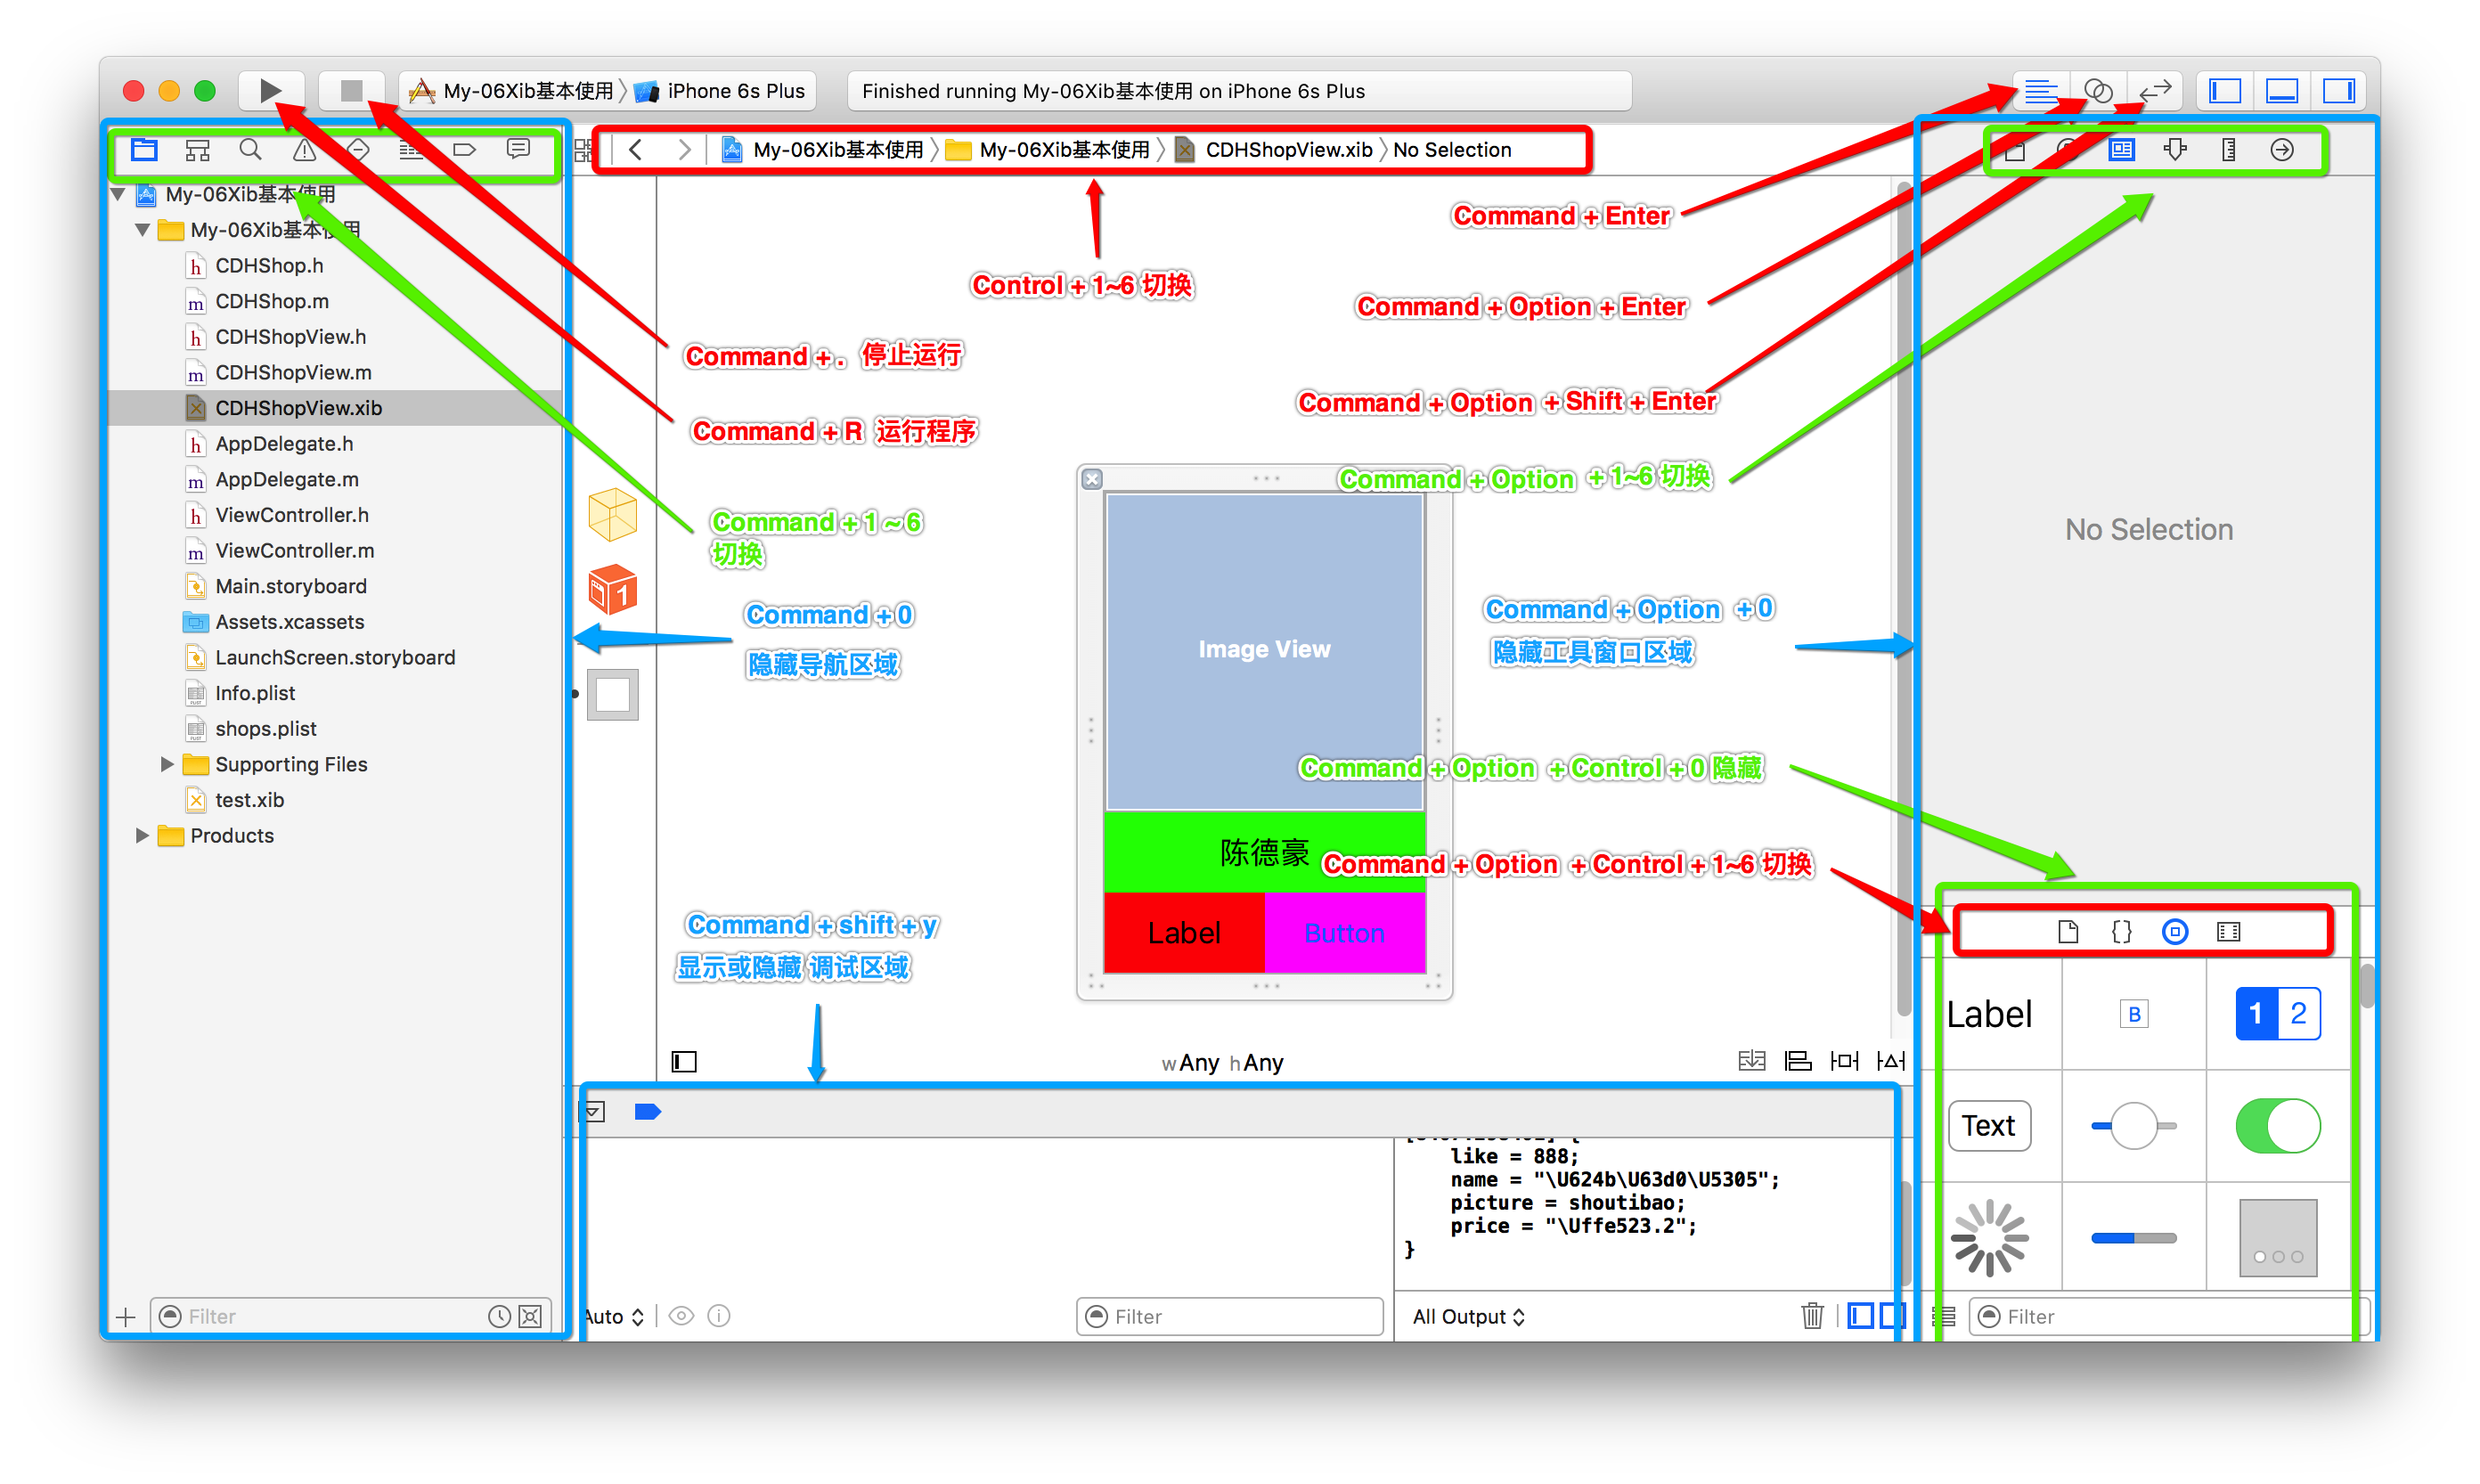 My-06Xib基本使用 〉 iPhone 6s Plus
Finished running My-06Xib基本使用 on iPhone 6s Plus
My-06Xib基本使用 〉 My-06Xib基本使用 〉 CDHShopView.xib 〉 No Selection
My-06Xib基本使用
My-06Xib基本使用
CDHShop.h
CDHShop.m
CDHShopView.h
CDHShopView.m
CDHShopView.xib
AppDelegate.h
AppDelegate.m
ViewController.h
ViewController.m
Main.storyboard
Assets.xcassets
LaunchScreen.storyboard
Info.plist
shops.plist
Supporting Files
test.xib
Products
Filter
Command + Enter
Control + 1~6 切换
Command + Option + Enter
Command + . 停止运行
Command + Option + Shift + Enter
Command + R 运行程序
Command + Option + 1~6 切换
Command + 1 ~ 6
切换
1
Command + 0
隐藏导航区域
Command + Option + 0
隐藏工具窗口区域
No Selection
Image View
Command + Option + Control + 0 隐藏
陈德豪
Command + Option + Control + 1~6 切换
Label
Button
Command + shift + y
显示或隐藏 调试区域
wAny hAny
like = 888;
name = "\U624b\U63d0\U5305";
picture = shoutibao;
price = "\Uffe523.2";
}
Auto
Filter
All Output
Label
B
1 2
Text
Filter